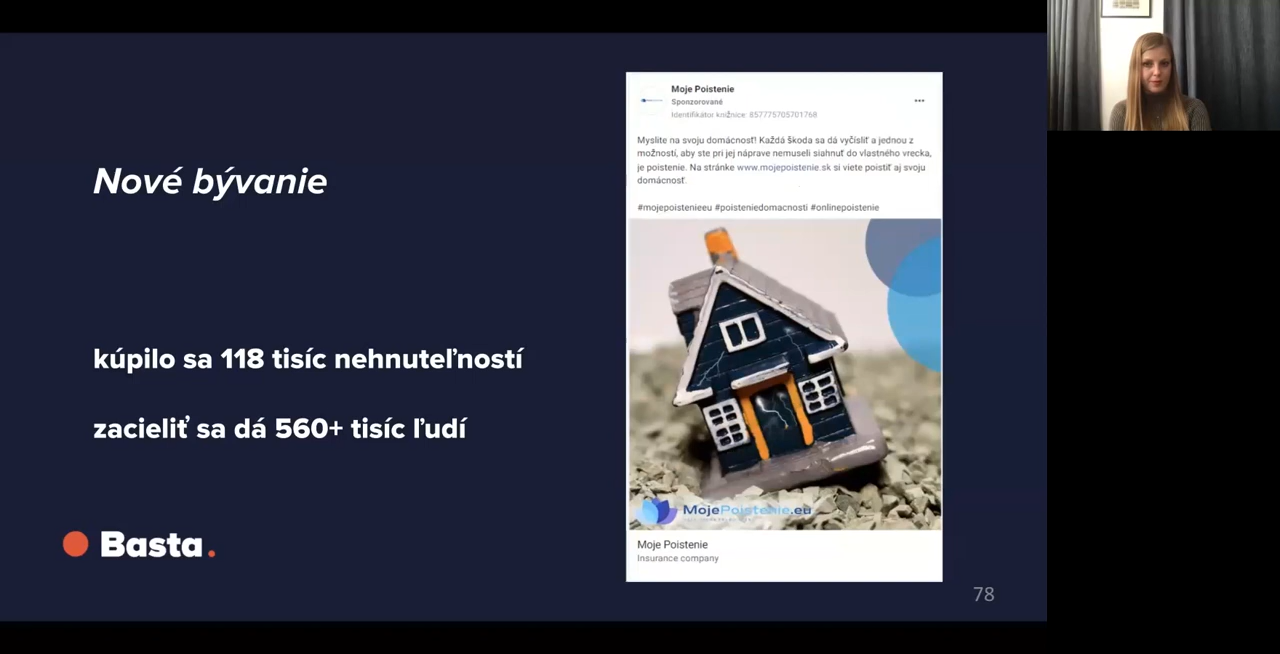 Nové bývanie
kúpilo sa 118 tisíc nehnuteľností
zacieliť sa dá 560+ tisíc ľudí
Basta.
Moje Poistenie
Sponzorované
Identifikátor knižnice: 857775705701768
Myslite na svoju domácnosť! Každá škoda sa dá vyčísliť a jednou z
možností, aby ste pri jej náprave nemuseli siahnuť do vlastného vrecka,
je poistenie. Na stránke www.mojepoistenie.sk si viete poistiť aj svoju
domácnosť.
#mojepoistenieeu #poisteniedomacnosti #onlinepoistenie
MojePoistenie.eu
Moje Poistenie
Insurance company
78